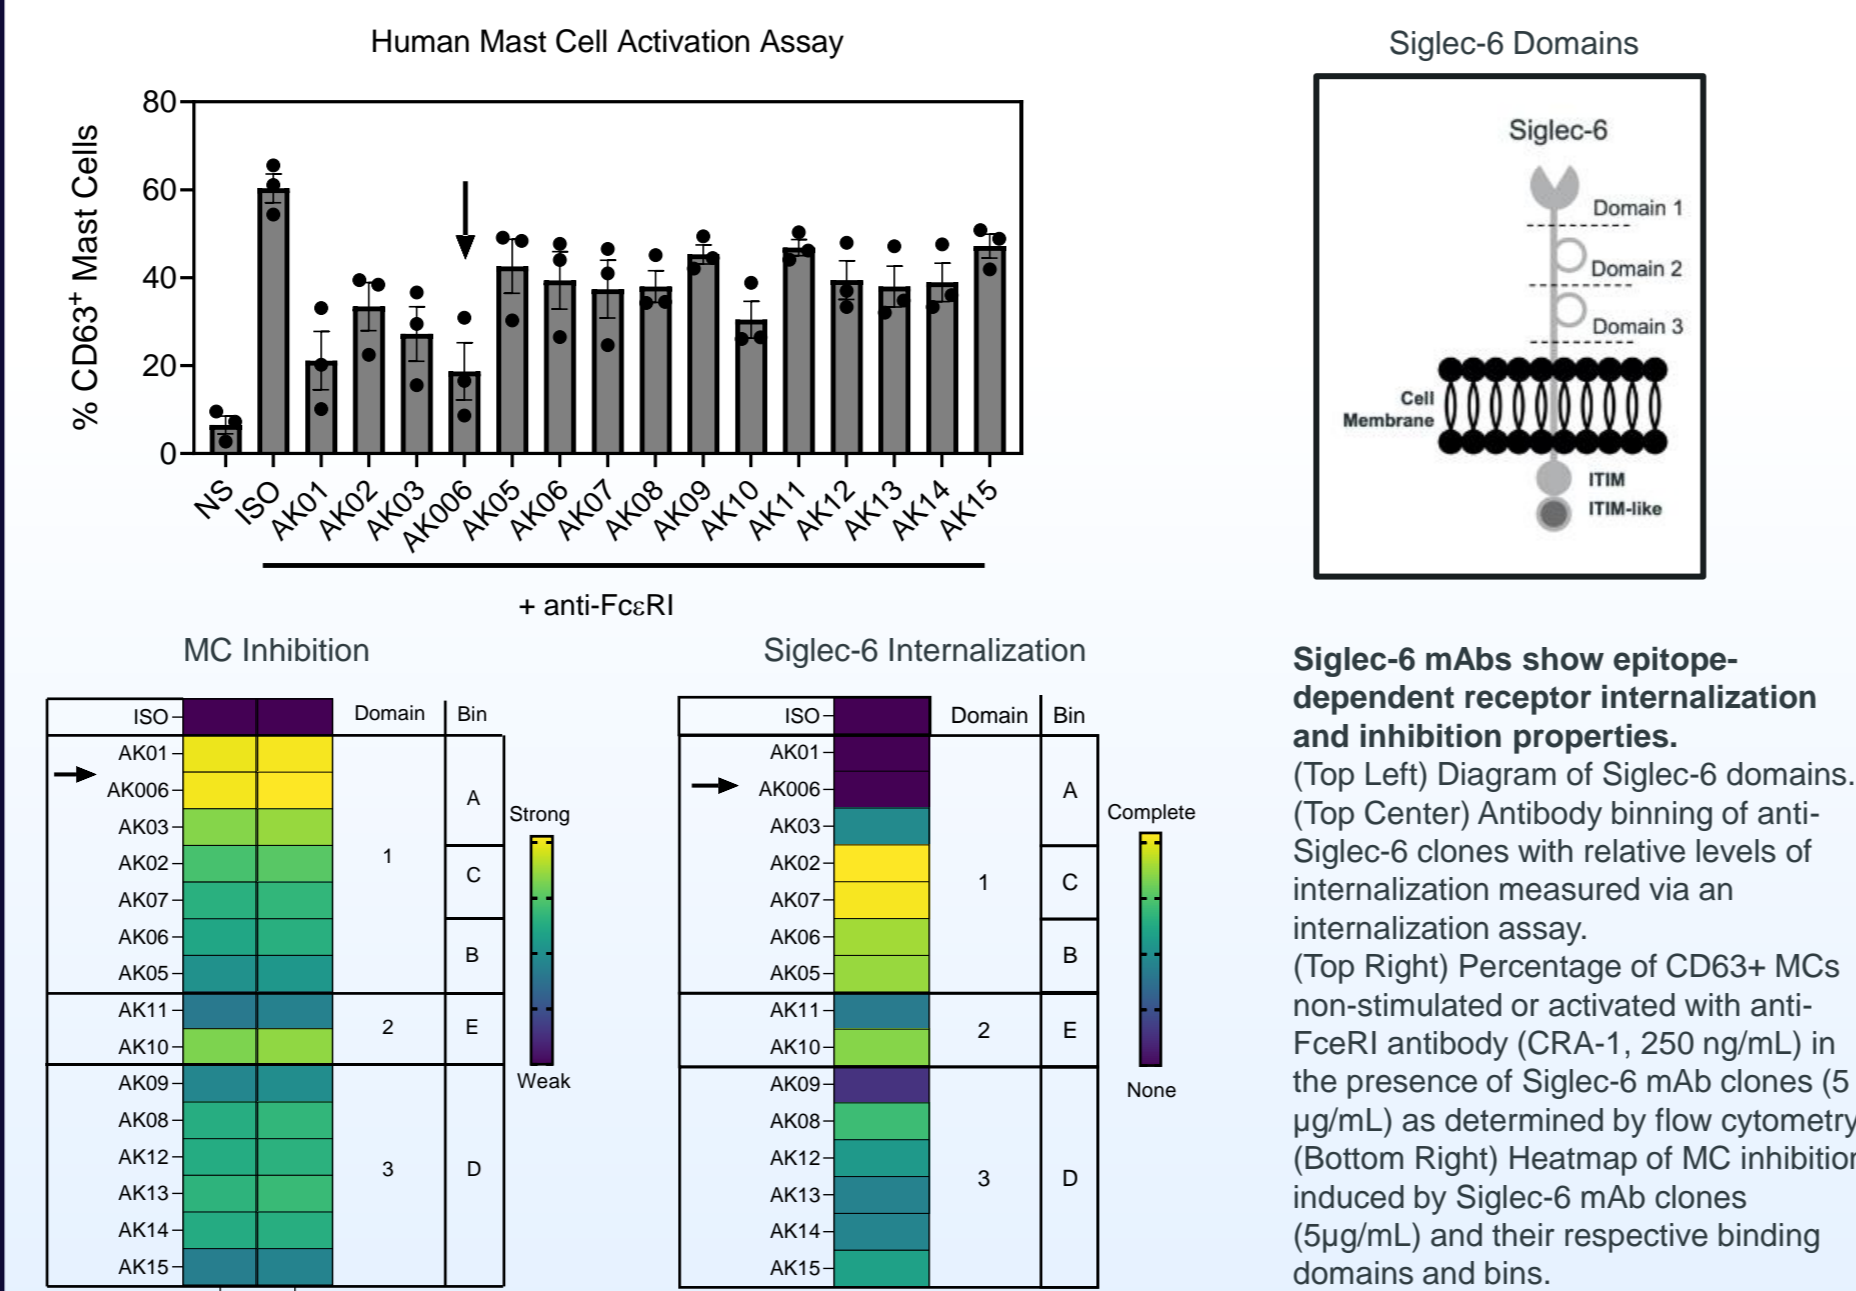 Human Mast Cell Activation Assay
% CD63+ Mast Cells
80
60
40
20
0
NS
ISO
AK01
AK02
AK03
AK006
AK05
AK06
AK07
AK08
AK09
AK10
AK11
AK12
AK13
AK14
AK15
+ anti-FcεRI
Siglec-6 Domains
Siglec-6
Domain 1
Domain 2
Domain 3
Cell
Membrane
ITIM
ITIM-like
MC Inhibition
ISO
Domain
Bin
AK01
AK006
AK03
AK02
AK07
AK06
AK05
AK11
AK10
AK09
AK08
AK12
AK13
AK14
AK15
1
2
3
A
C
B
E
D
Strong
Weak
Siglec-6 Internalization
ISO
Domain
Bin
AK01
AK006
AK03
AK02
AK07
AK06
AK05
AK11
AK10
AK09
AK08
AK12
AK13
AK14
AK15
1
2
3
A
C
B
E
D
Complete
None
Siglec-6 mAbs show epitope-
dependent receptor internalization
and inhibition properties.
(Top Left) Diagram of Siglec-6 domains.
(Top Center) Antibody binning of anti-
Siglec-6 clones with relative levels of
internalization measured via an
internalization assay.
(Top Right) Percentage of CD63+ MCs
non-stimulated or activated with anti-
FceRI antibody (CRA-1, 250 ng/mL) in
the presence of Siglec-6 mAb clones (5
μg/mL) as determined by flow cytometry
(Bottom Right) Heatmap of MC inhibition
induced by Siglec-6 mAb clones
(5μg/mL) and their respective binding
domains and bins.